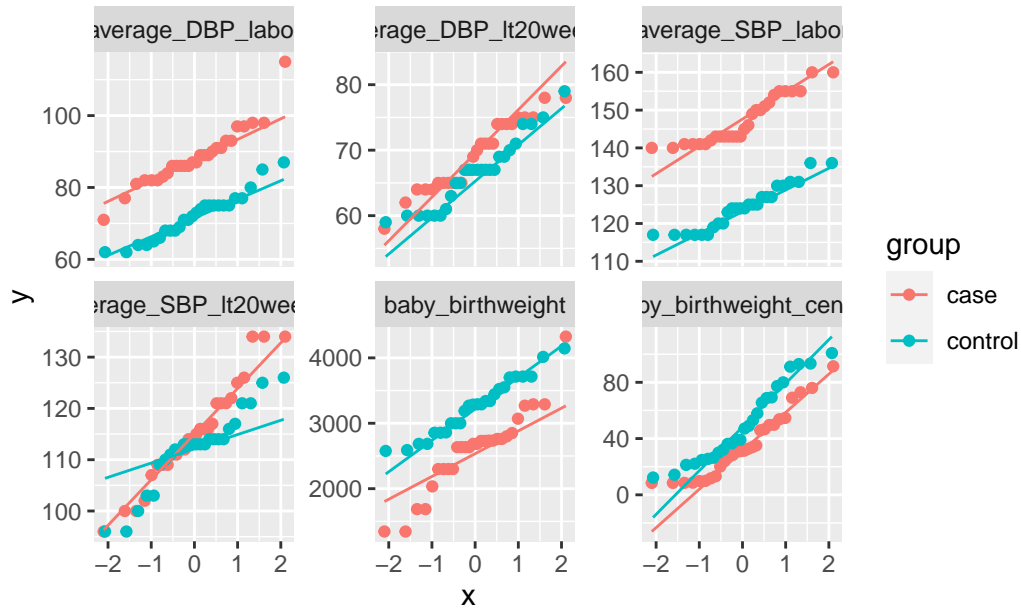 average_DBP_labo
erage_DBP_lt20wee
average_SBP_labor
100
80
60
80
70
60
160
150
140
130
120
110
erage_SBP_lt20wee
baby_birthweight
by_birthweight_cen
130
120
110
100
4000
3000
2000
80
40
0
−2 −1 0 1 2
−2 −1 0 1 2
−2 −1 0 1 2
x
y
group
case
control